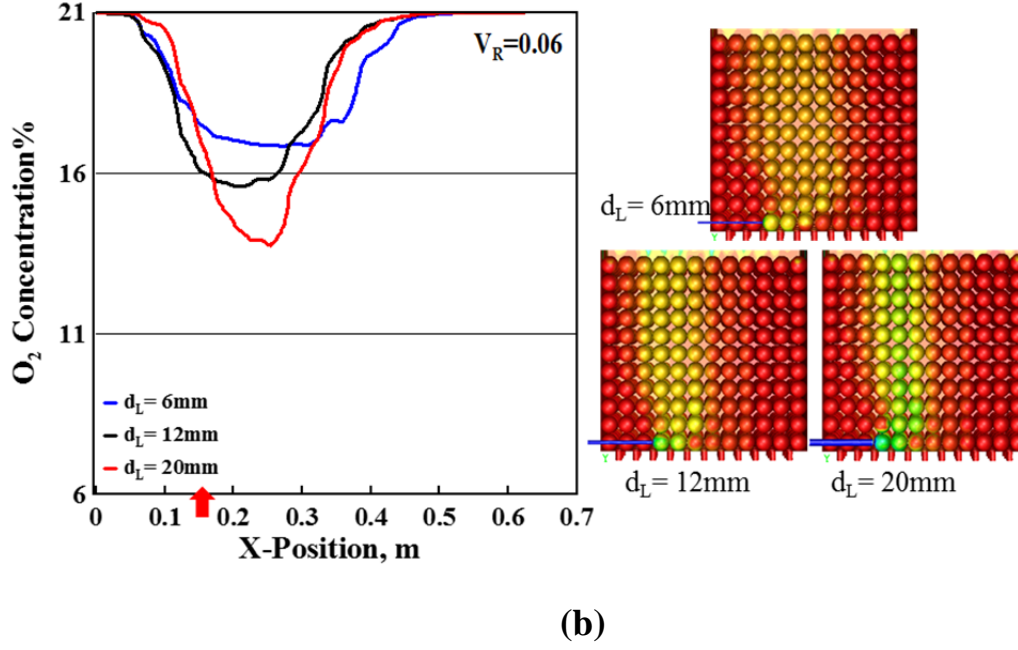 21
16
11
6
O₂ Concentration%
V_R=0.06
d_L= 6mm
d_L= 12mm
d_L= 20mm
0 0.1 0.2 0.3 0.4 0.5 0.6 0.7
X-Position, m
d_L= 6mm
Y
d_L= 12mm
Y
d_L= 20mm
Y
(b)